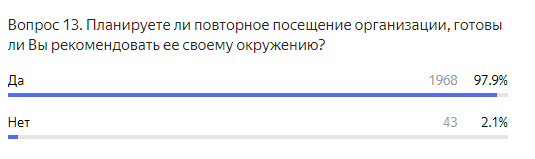 Вопрос 13. Планируете ли повторное посещение организации, готовы
ли Вы рекомендовать ее своему окружению?
Да 1968 97.9%
Нет 43 2.1%